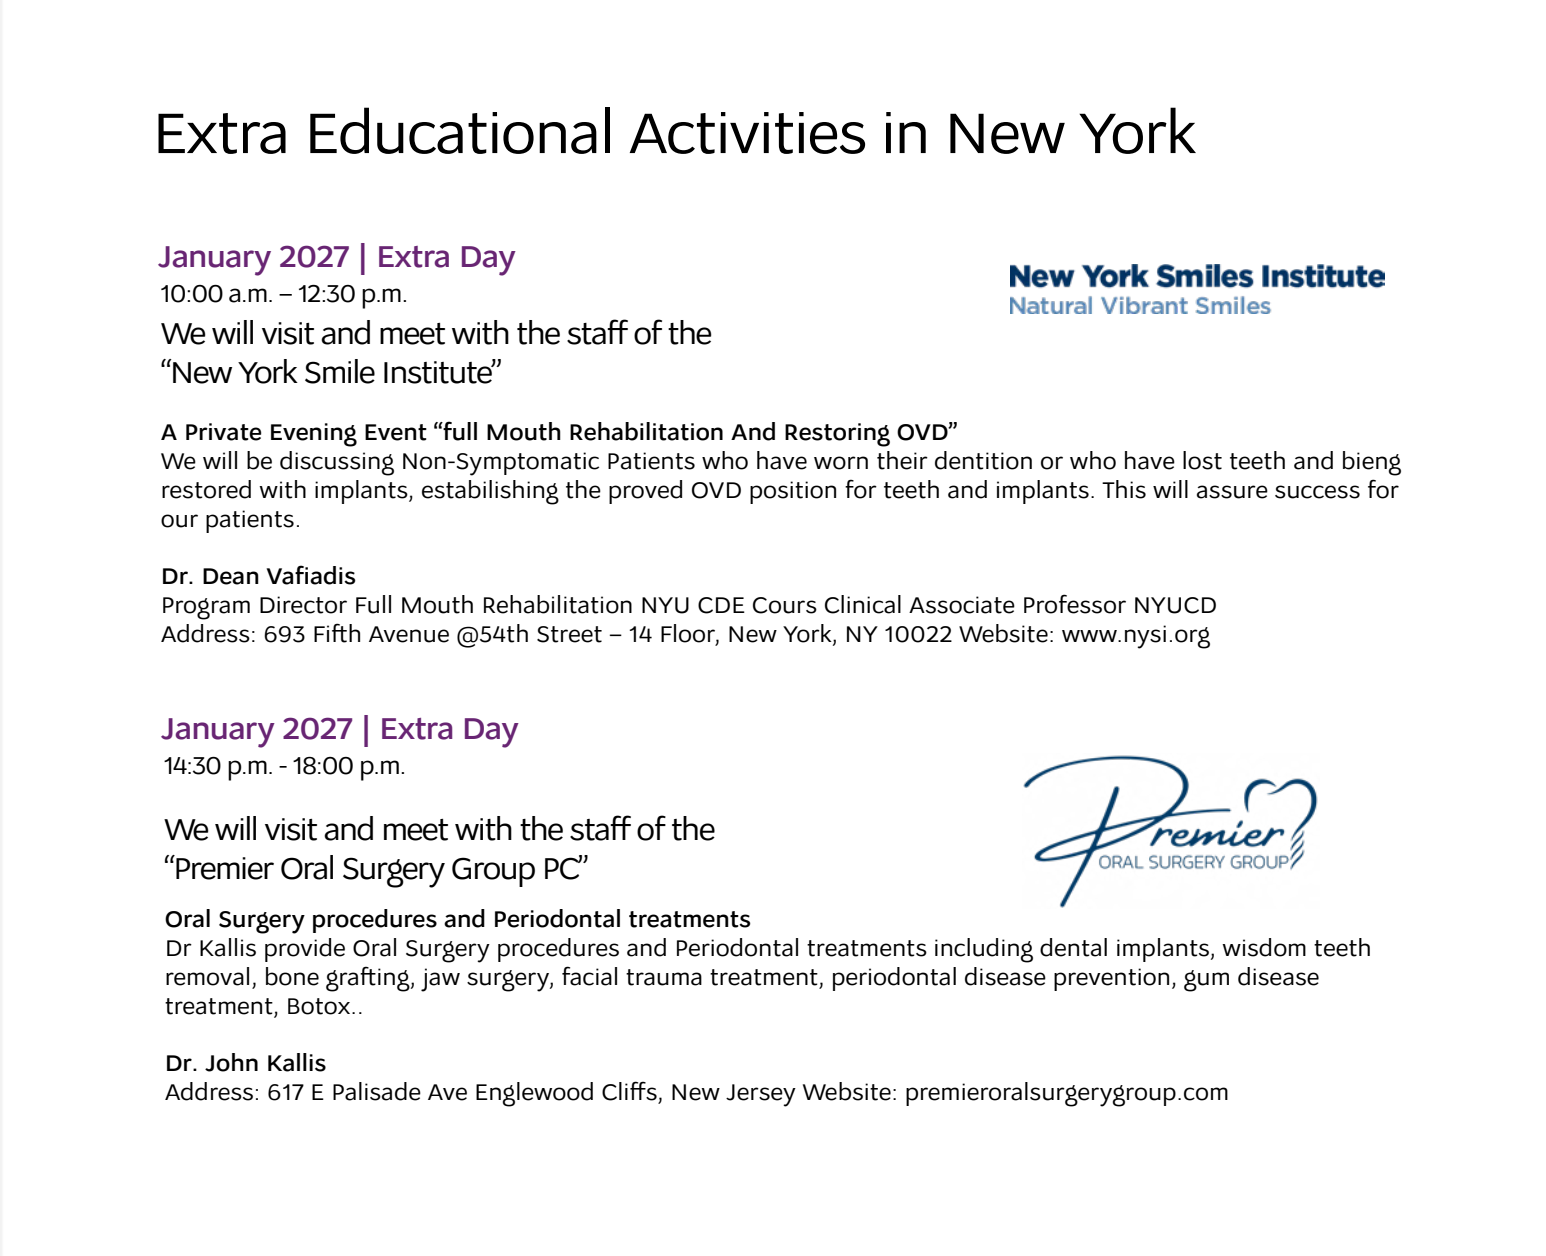 Extra Educational Activities in New York
January 2027 | Extra Day
10:00 a.m. – 12:30 p.m.
We will visit and meet with the staff of the
“New York Smile Institute”
New York Smiles Institute
Natural Vibrant Smiles
A Private Evening Event “full Mouth Rehabilitation And Restoring OVD”
We will be discussing Non-Symptomatic Patients who have worn their dentition or who have lost teeth and bieng
restored with implants, estabilishing the proved OVD position for teeth and implants. This will assure success for
our patients.
Dr. Dean Vafiadis
Program Director Full Mouth Rehabilitation NYU CDE Cours Clinical Associate Professor NYUCD
Address: 693 Fifth Avenue @54th Street – 14 Floor, New York, NY 10022 Website: www.nysi.org
January 2027 | Extra Day
14:30 p.m. - 18:00 p.m.
We will visit and meet with the staff of the
“Premier Oral Surgery Group PC”
Premier
ORAL SURGERY GROUP
Oral Surgery procedures and Periodontal treatments
Dr Kallis provide Oral Surgery procedures and Periodontal treatments including dental implants, wisdom teeth
removal, bone grafting, jaw surgery, facial trauma treatment, periodontal disease prevention, gum disease
treatment, Botox..
Dr. John Kallis
Address: 617 E Palisade Ave Englewood Cliffs, New Jersey Website: premieroralsurgerygroup.com